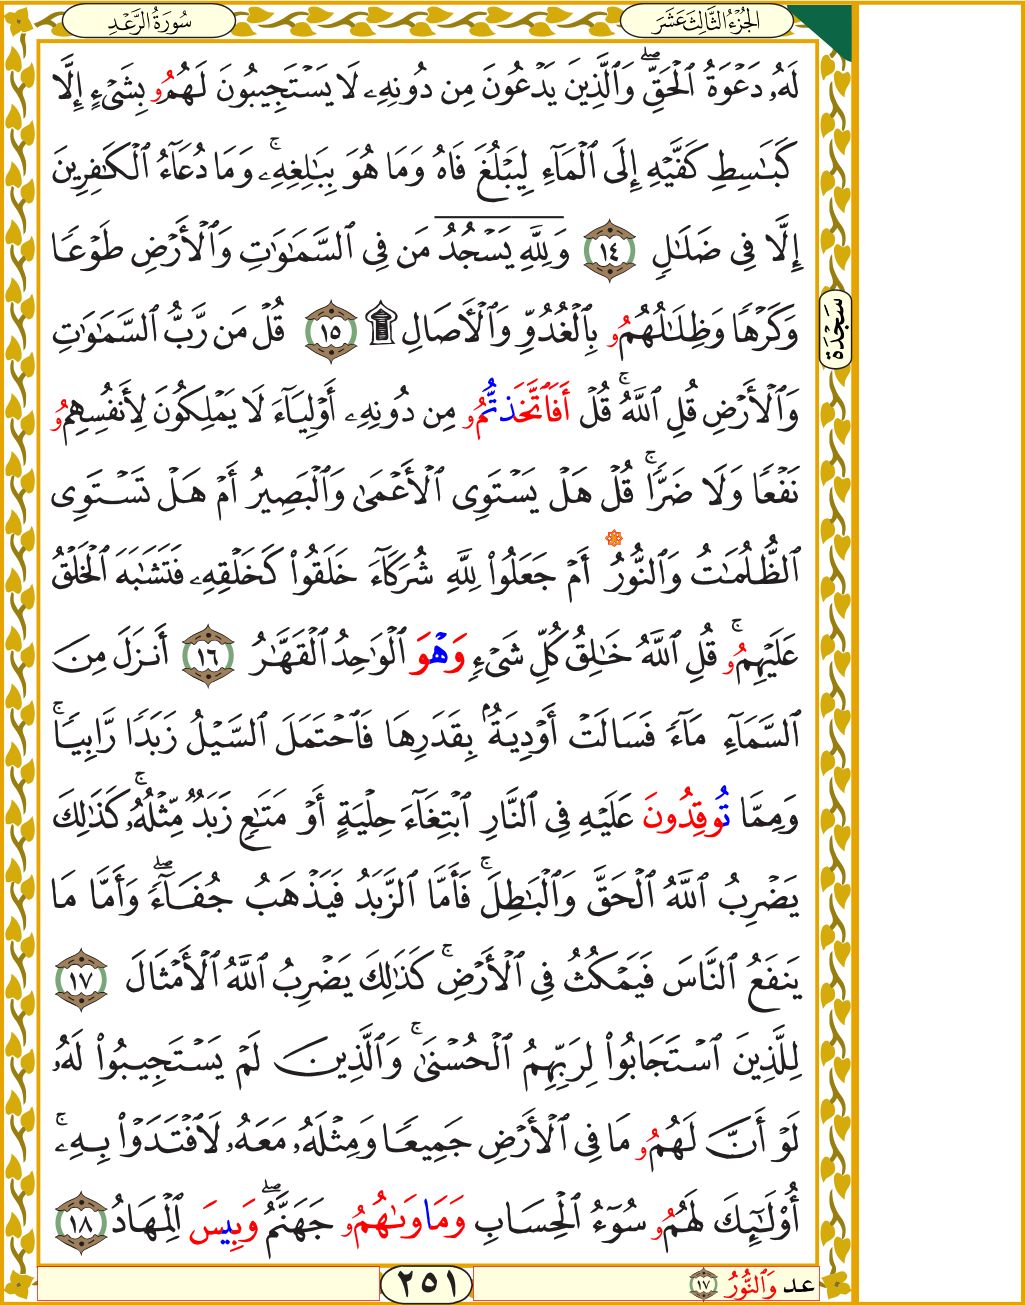 الجُزْءُ الثَّالِثَ عَشَرَ
سُورَةُ الرَّعْدِ
لَهُۥ دَعْوَةُ ٱلْحَقِّۖ وَٱلَّذِينَ يَدْعُونَ مِن دُونِهِۦ لَا يَسْتَجِيبُونَ لَهُمُۥ بِشَىْءٍ إِلَّا
كَبَٰسِطِ كَفَّيْهِ إِلَى ٱلْمَآءِ لِيَبْلُغَ فَاهُ وَمَا هُوَ بِبَٰلِغِهِۦۚ وَمَا دُعَآءُ ٱلْكَٰفِرِينَ
إِلَّا فِى ضَلَٰلٍ ١٤ وَلِلَّهِ يَسْجُدُ مَن فِى ٱلسَّمَٰوَٰتِ وَٱلْأَرْضِ طَوْعًا
وَكَرْهًا وَظِلَٰلُهُمُۥ بِٱلْغُدُوِّ وَٱلْأَصَالِ ۩ ١٥ قُلْ مَن رَّبُّ ٱلسَّمَٰوَٰتِ
وَٱلْأَرْضِ قُلِ ٱللَّهُۚ قُلْ أَفَٱتَّخَذتُّمُۥ مِن دُونِهِۦ أَوْلِيَآءَ لَا يَمْلِكُونَ لِأَنفُسِهِمُۥ
نَفْعًا وَلَا ضَرًّاۚ قُلْ هَلْ يَسْتَوِى ٱلْأَعْمَىٰ وَٱلْبَصِيرُ أَمْ هَلْ تَسْتَوِى
ٱلظُّلُمَٰتُ وَٱلنُّورُ أَمْ جَعَلُوا۟ لِلَّهِ شُرَكَآءَ خَلَقُوا۟ كَخَلْقِهِۦ فَتَشَٰبَهَ ٱلْخَلْقُ
عَلَيْهِمُۥۚ قُلِ ٱللَّهُ خَٰلِقُ كُلِّ شَىْءٍ وَهْوَ ٱلْوَٰحِدُ ٱلْقَهَّٰرُ ١٦ أَنزَلَ مِنَ
ٱلسَّمَآءِ مَآءً فَسَالَتْ أَوْدِيَةٌۢ بِقَدَرِهَا فَٱحْتَمَلَ ٱلسَّيْلُ زَبَدًا رَّابِيًاۚ
وَمِمَّا تُوقِدُونَ عَلَيْهِ فِى ٱلنَّارِ ٱبْتِغَآءَ حِلْيَةٍ أَوْ مَتَٰعٍ زَبَدٌ مِّثْلُهُۥۚ كَذَٰلِكَ
يَضْرِبُ ٱللَّهُ ٱلْحَقَّ وَٱلْبَٰطِلَۚ فَأَمَّا ٱلزَّبَدُ فَيَذْهَبُ جُفَآءًۖ وَأَمَّا مَا
يَنفَعُ ٱلنَّاسَ فَيَمْكُثُ فِى ٱلْأَرْضِۚ كَذَٰلِكَ يَضْرِبُ ٱللَّهُ ٱلْأَمْثَالَ ١٧
لِلَّذِينَ ٱسْتَجَابُوا۟ لِرَبِّهِمُ ٱلْحُسْنَىٰۚ وَٱلَّذِينَ لَمْ يَسْتَجِيبُوا۟ لَهُۥ
لَوْ أَنَّ لَهُمُۥ مَا فِى ٱلْأَرْضِ جَمِيعًا وَمِثْلَهُۥ مَعَهُۥ لَٱفْتَدَوْا۟ بِهِۦۚ
أُو۟لَٰٓئِكَ لَهُمُۥ سُوٓءُ ٱلْحِسَابِ وَمَاوَىٰهُمُۥ جَهَنَّمُۖ وَبِيسَ ٱلْمِهَادُ ١٨
سَجْدَة
عد وَٱلنُّورُ ١٧
٢٥١